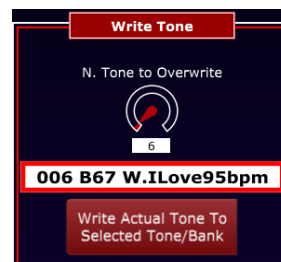 Write Tone
N. Tone to Overwrite
6
006 B67 W.ILove95bpm
Write Actual Tone To
Selected Tone/Bank